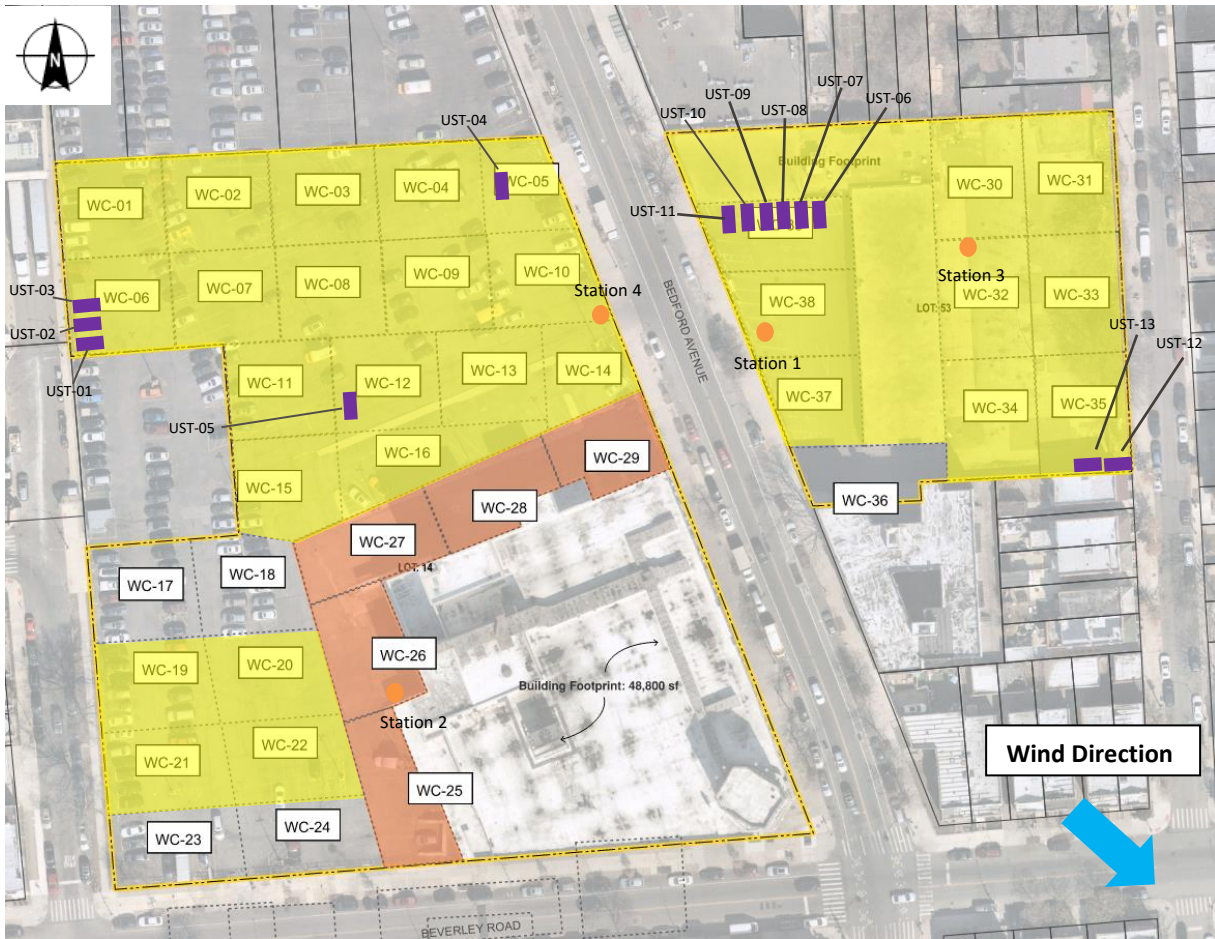 N
UST-07
UST-09
UST-08
UST-06
UST-10
UST-04
Building Footprint
WC-01
WC-02
WC-03
WC-04
WC-05
WC-30
WC-31
UST-11
UST-03
WC-06
WC-07
WC-08
WC-09
WC-10
Station 4
Station 3
UST-02
WC-38
LOT: 53
WC-32
WC-33
BEDFORD AVENUE
UST-13
UST-12
UST-01
WC-11
WC-12
WC-13
WC-14
Station 1
WC-37
WC-34
WC-35
UST-05
WC-16
WC-15
WC-29
WC-28
WC-36
WC-27
LOT: 14
WC-17
WC-18
WC-19
WC-20
WC-26
Building Footprint: 48,800 sf
Station 2
WC-21
WC-22
Wind Direction
WC-25
WC-23
WC-24
BEVERLEY ROAD